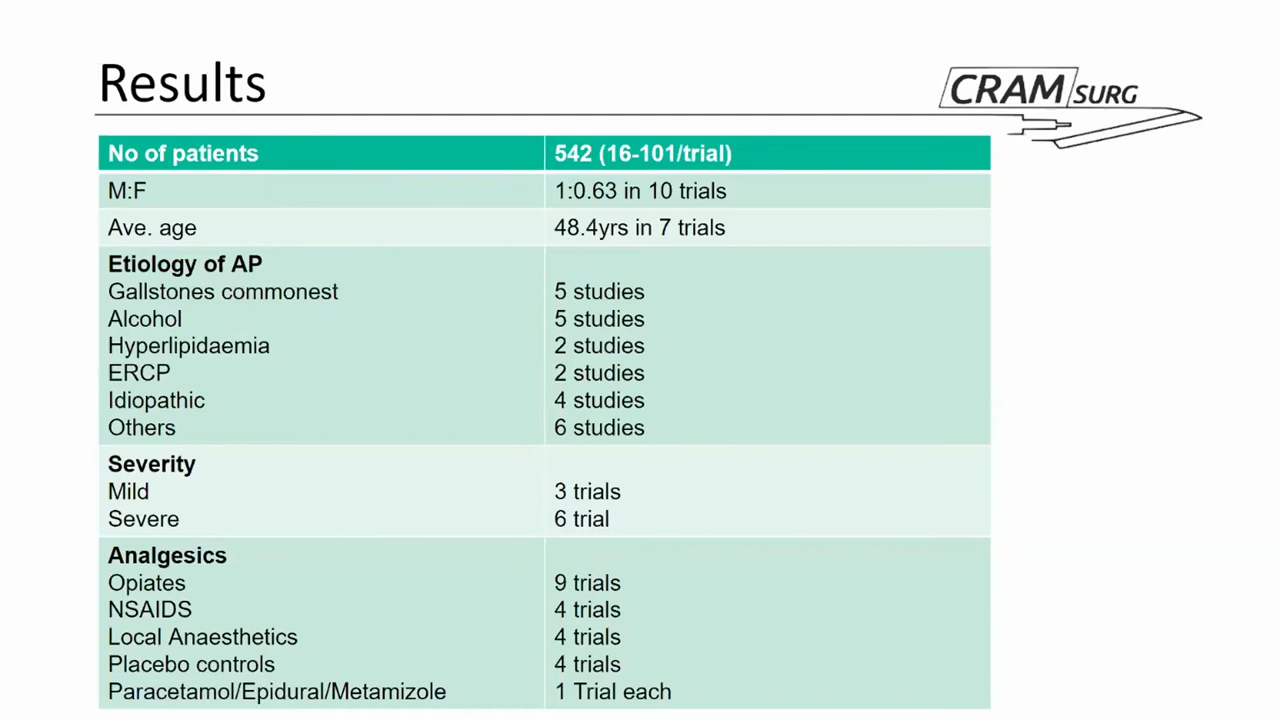 Results
CRAM SURG
No of patients 542 (16-101/trial)
M:F 1:0.63 in 10 trials
Ave. age 48.4yrs in 7 trials
Etiology of AP
Gallstones commonest 5 studies
Alcohol 5 studies
Hyperlipidaemia 2 studies
ERCP 2 studies
Idiopathic 4 studies
Others 6 studies
Severity
Mild 3 trials
Severe 6 trial
Analgesics
Opiates 9 trials
NSAIDS 4 trials
Local Anaesthetics 4 trials
Placebo controls 4 trials
Paracetamol/Epidural/Metamizole 1 Trial each